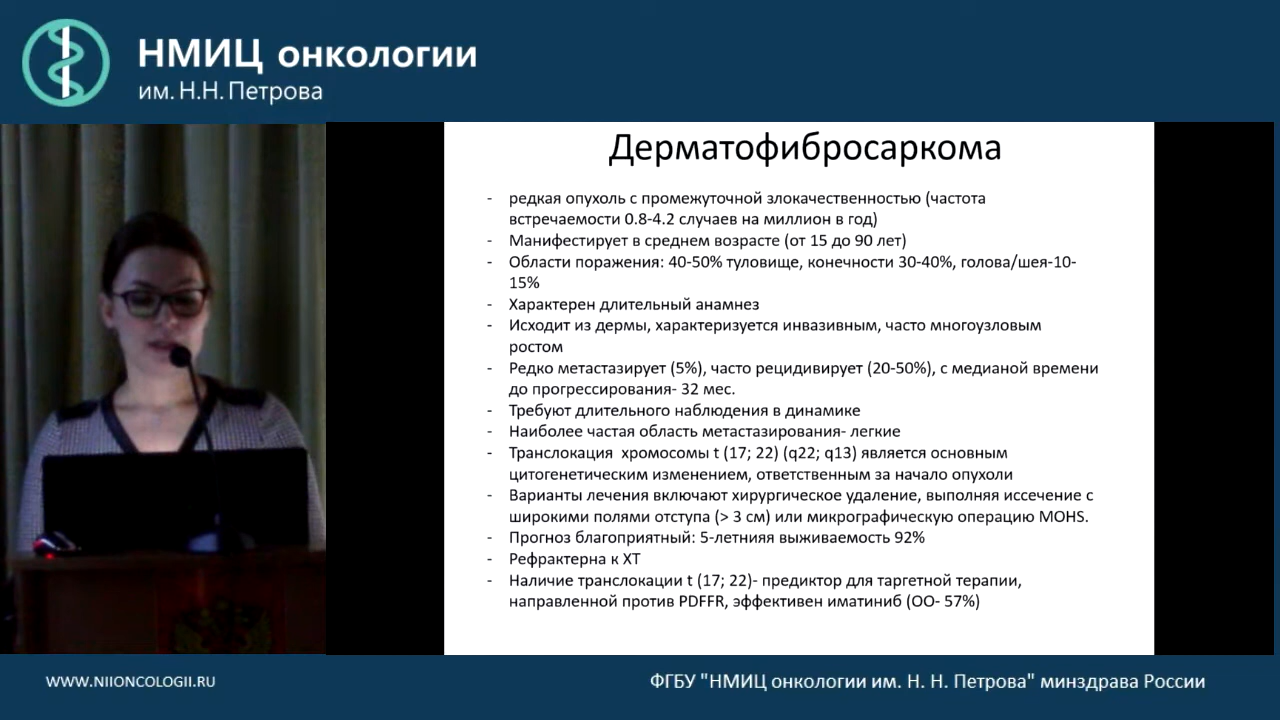 НМИЦ онкологии
им. Н.Н. Петрова
Дерматофибросаркома
- редкая опухоль с промежуточной злокачественностью (частота
встречаемости 0.8-4.2 случаев на миллион в год)
- Манифестирует в среднем возрасте (от 15 до 90 лет)
- Области поражения: 40-50% туловище, конечности 30-40%, голова/шея-10-
15%
- Характерен длительный анамнез
- Исходит из дермы, характеризуется инвазивным, часто многоузловым
ростом
- Редко метастазирует (5%), часто рецидивирует (20-50%), с медианой времени
до прогрессирования- 32 мес.
- Требуют длительного наблюдения в динамике
- Наиболее частая область метастазирования- легкие
- Транслокация хромосомы t (17; 22) (q22; q13) является основным
цитогенетическим изменением, ответственным за начало опухоли
- Варианты лечения включают хирургическое удаление, выполняя иссечение с
широкими полями отступа (> 3 см) или микрографическую операцию MOHS.
- Прогноз благоприятный: 5-летнияя выживаемость 92%
- Рефрактерна к ХТ
- Наличие транслокации t (17; 22)- предиктор для таргетной терапии,
направленной против PDFFR, эффективен иматиниб (ОО- 57%)
WWW.NIIONCOLOGII.RU
ФГБУ "НМИЦ онкологии им. Н. Н. Петрова" минздрава России